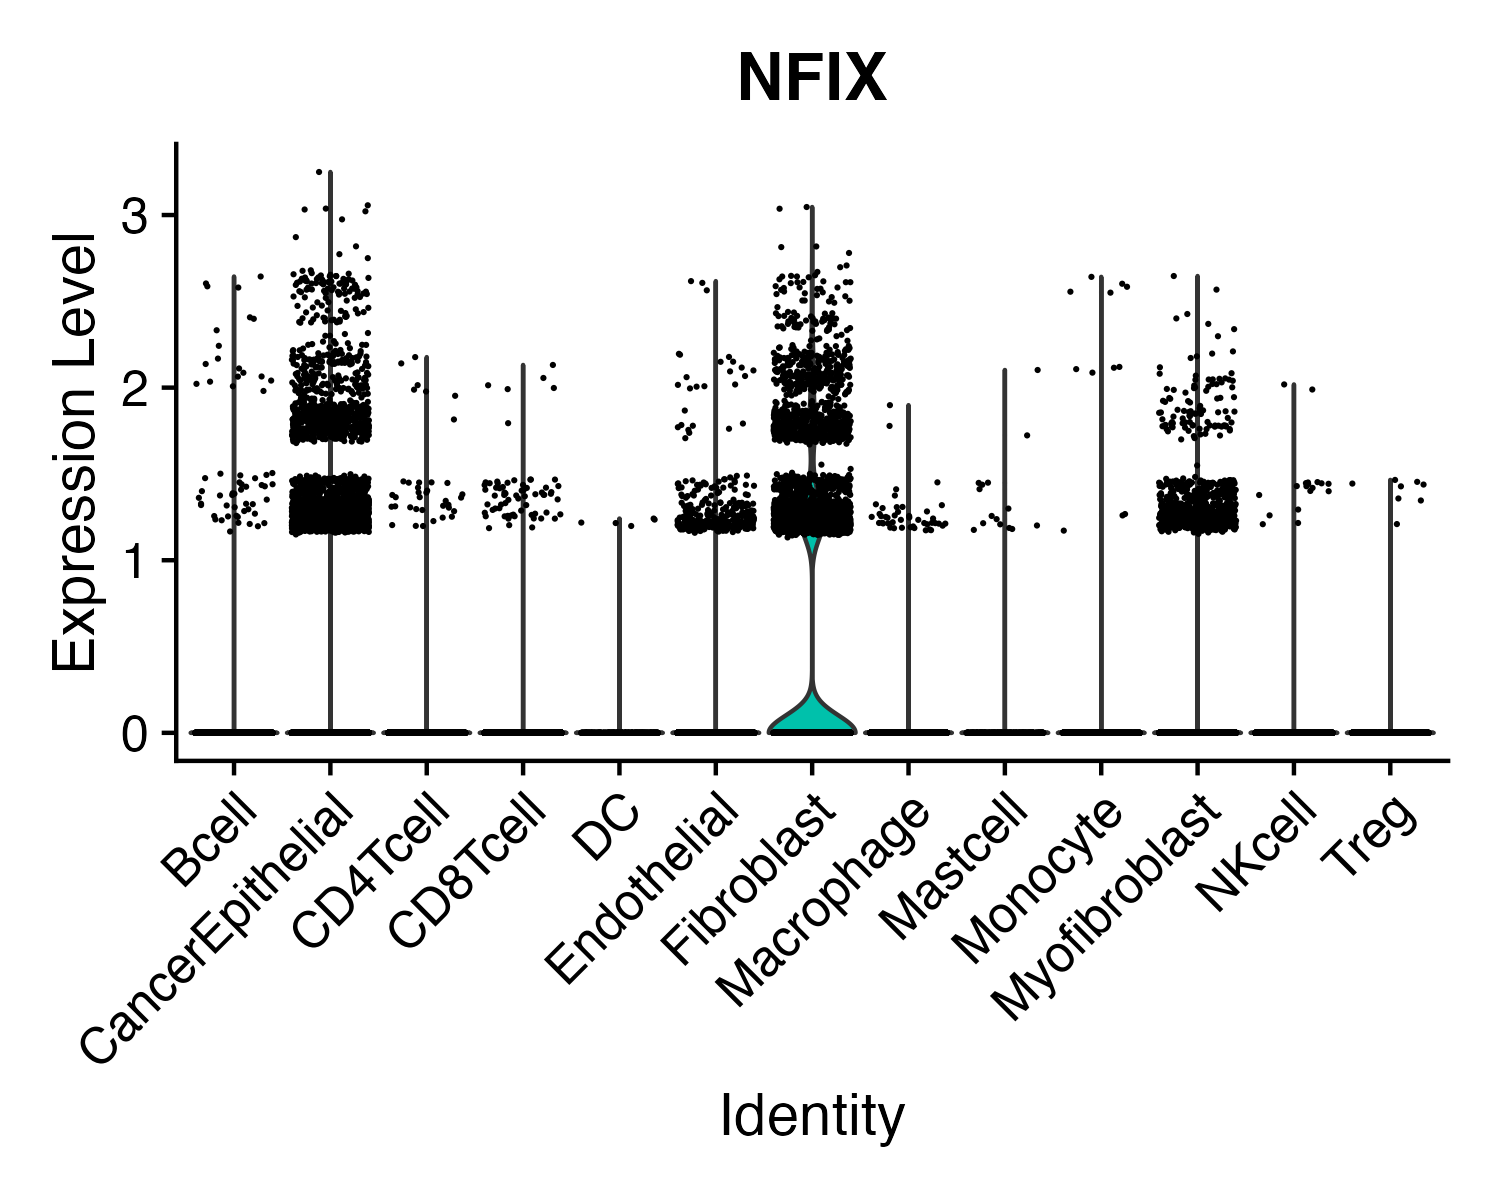 NFIX
Expression Level
3
2
1
0
Bcell
CancerEpithelial
CD4Tcell
CD8Tcell
DC
Endothelial
Fibroblast
Macrophage
Mastcell
Monocyte
Myofibroblast
NKcell
Treg
Identity